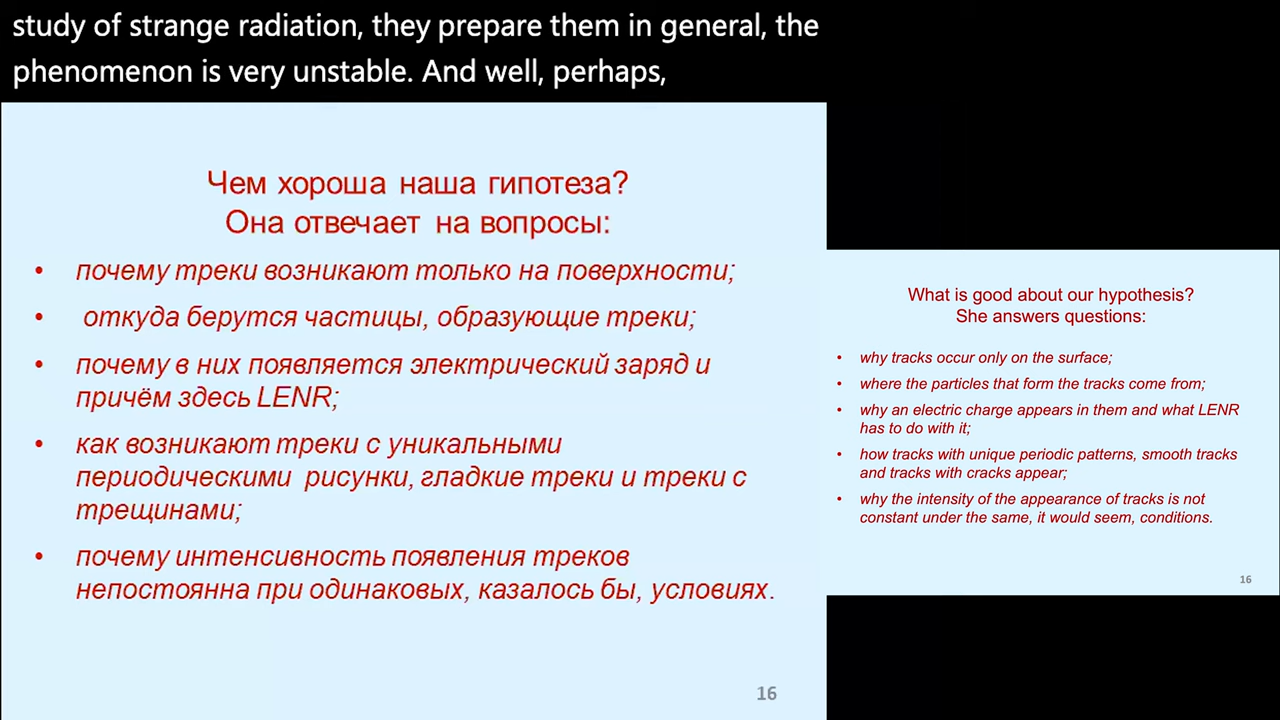 study of strange radiation, they prepare them in general, the
phenomenon is very unstable. And well, perhaps,
Чем хороша наша гипотеза?
Она отвечает на вопросы:
• почему треки возникают только на поверхности;
• откуда берутся частицы, образующие треки;
• почему в них появляется электрический заряд и
причём здесь LENR;
• как возникают треки с уникальными
периодическими рисунки, гладкие треки и треки с
трещинами;
• почему интенсивность появления треков
непостоянна при одинаковых, казалось бы, условиях.
16
What is good about our hypothesis?
She answers questions:
• why tracks occur only on the surface;
• where the particles that form the tracks come from;
• why an electric charge appears in them and what LENR
has to do with it;
• how tracks with unique periodic patterns, smooth tracks
and tracks with cracks appear;
• why the intensity of the appearance of tracks is not
constant under the same, it would seem, conditions.
16